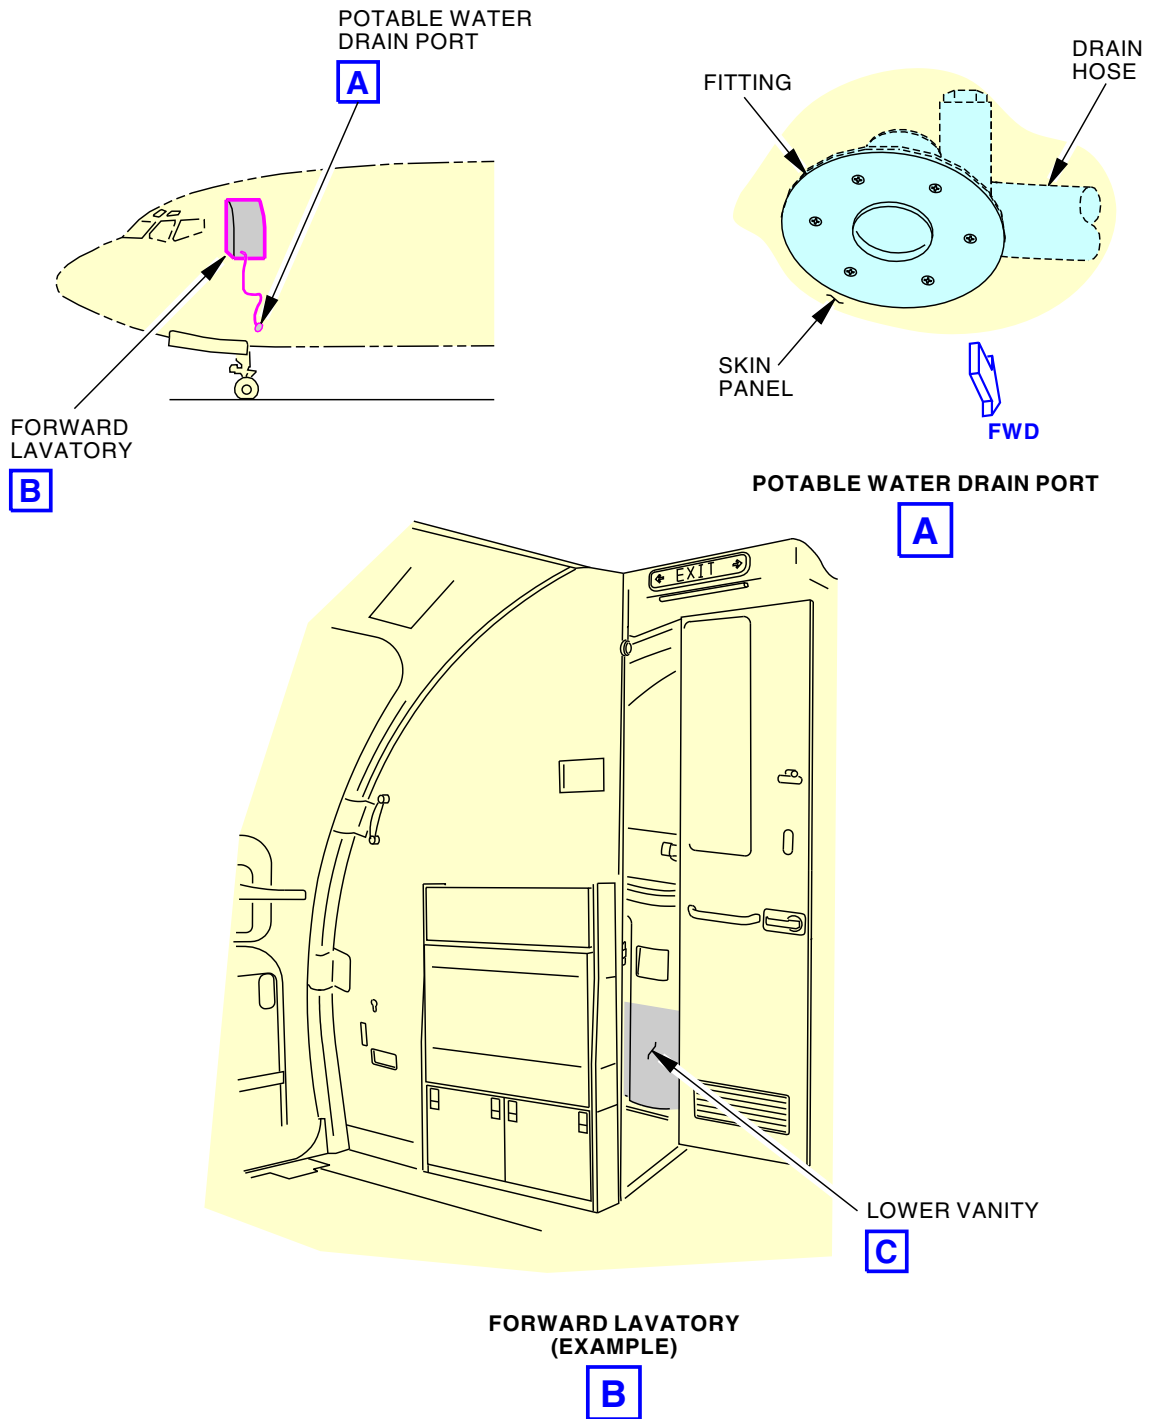 POTABLE WATER
DRAIN PORT
A
FORWARD
LAVATORY
B
FITTING
DRAIN
HOSE
SKIN
PANEL
FWD
POTABLE WATER DRAIN PORT
A
EXIT
LOWER VANITY
C
FORWARD LAVATORY
(EXAMPLE)
B